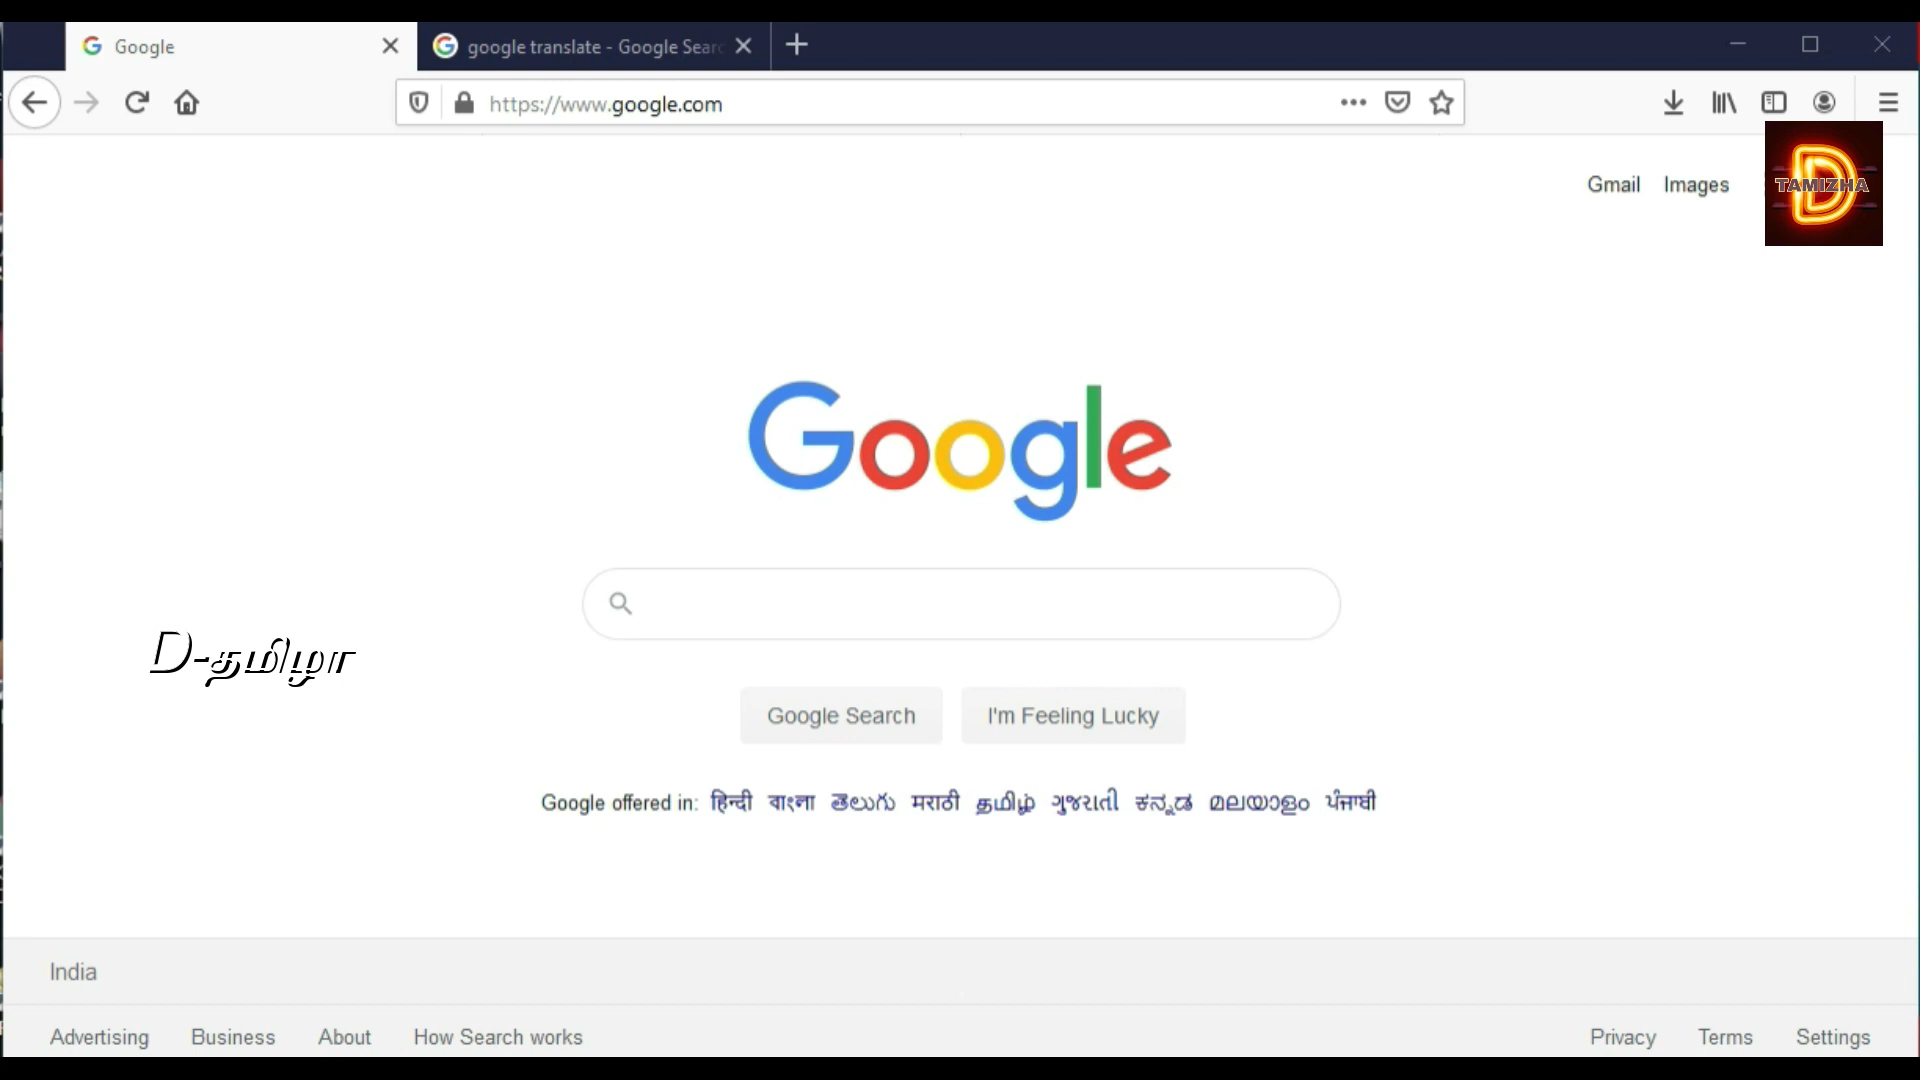 Google
google translate - Google Sear
https://www.google.com
Gmail Images
TAMIZHA
D
Google
D-தமிழா
Google Search I'm Feeling Lucky
Google offered in: हिन्दी বাংলা తెలుగు मराठी தமிழ் ગુજરાતી ಕನ್ನಡ മലയാളം ਪੰਜਾਬੀ
India
Advertising Business About How Search works Privacy Terms Settings